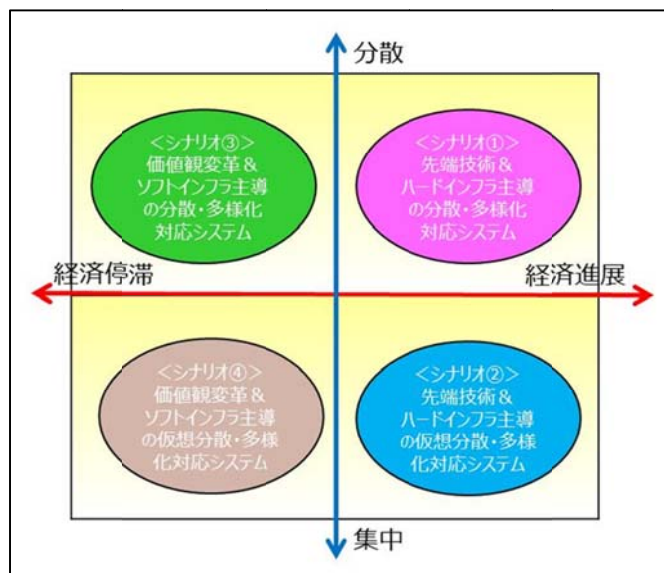 分散
<シナリオ③>
価値観変革&
ソフトインフラ主導
の分散・多様化
対応システム
<シナリオ①>
先端技術&
ハードインフラ主導
の分散・多様化
対応システム
経済停滞
経済進展
<シナリオ④>
価値観変革&
ソフトインフラ主導
の仮想分散・多様
化対応システム
<シナリオ②>
先端技術&
ハードインフラ主導
の仮想分散・多様
化対応システム
集中